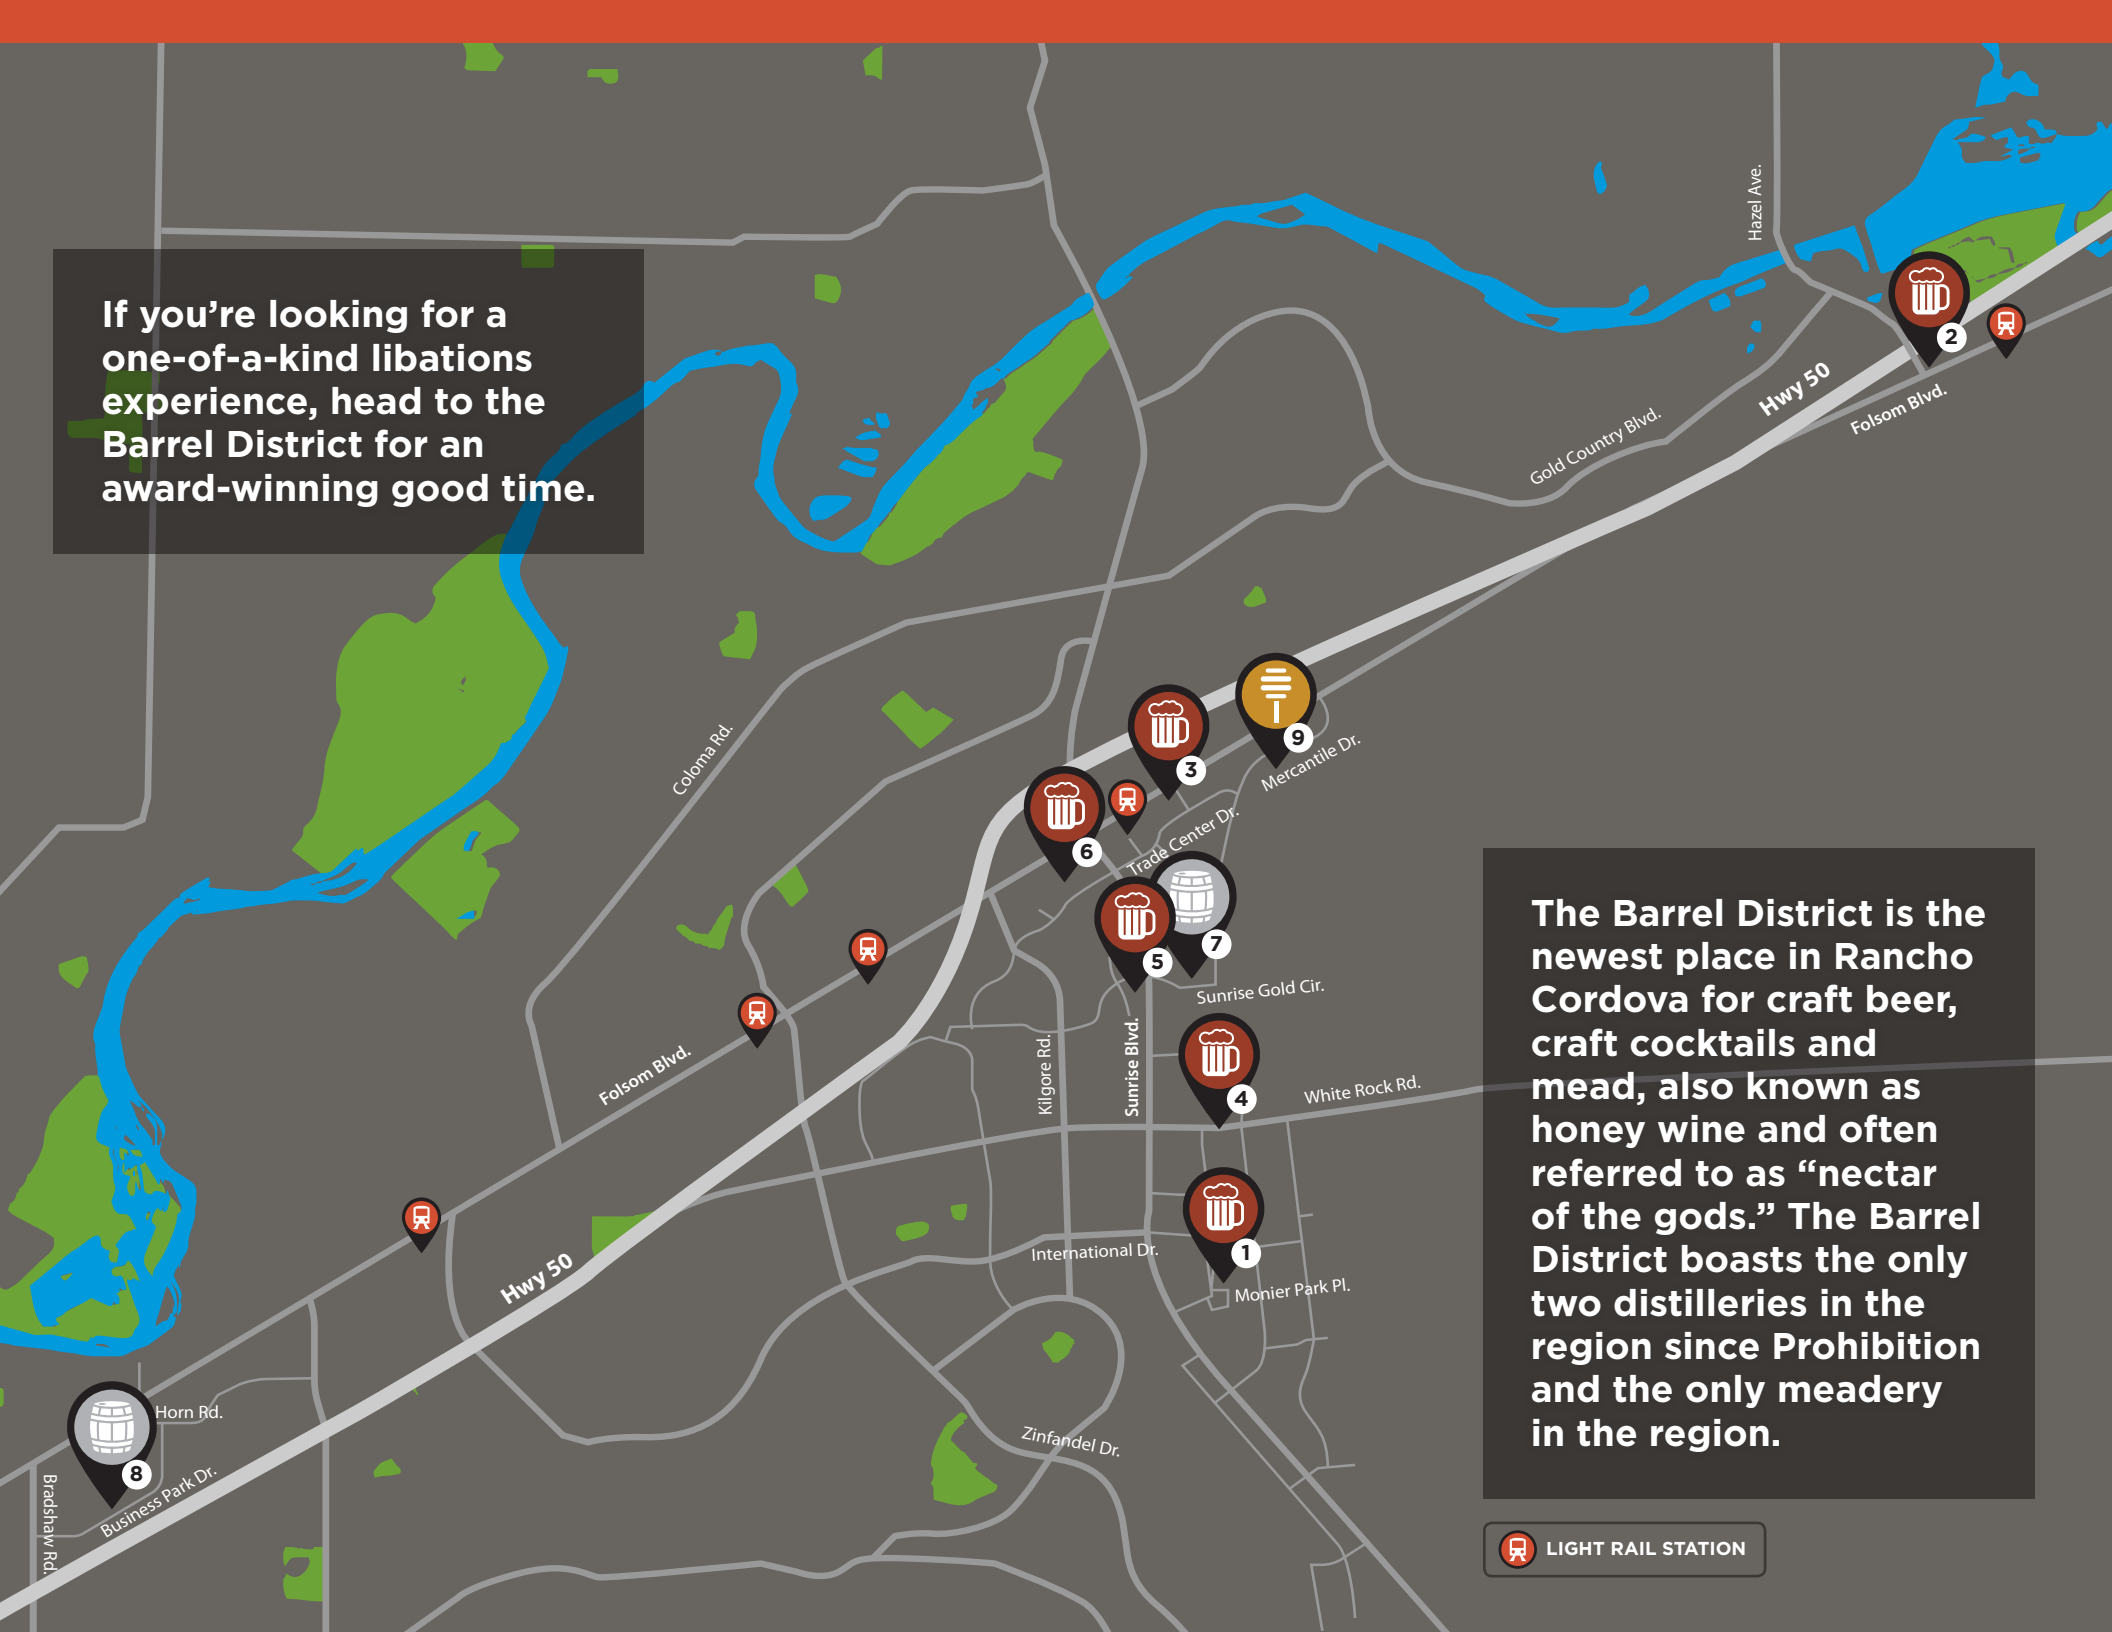 If you’re looking for a
one-of-a-kind libations
experience, head to the
Barrel District for an
award-winning good time.
Hazel Ave.
2
Hwy 50
Folsom Blvd.
Gold Country Blvd.
Coloma Rd.
9
3
Mercantile Dr.
6
Trade Center Dr.
7
5
Sunrise Gold Cir.
Kilgore Rd.
Sunrise Blvd.
4
White Rock Rd.
Folsom Blvd.
1
International Dr.
Monier Park Pl.
Hwy 50
Zinfandel Dr.
Horn Rd.
8
Business Park Dr.
Bradshaw Rd.
The Barrel District is the
newest place in Rancho
Cordova for craft beer,
craft cocktails and
mead, also known as
honey wine and often
referred to as “nectar
of the gods.” The Barrel
District boasts the only
two distilleries in the
region since Prohibition
and the only meadery
in the region.
LIGHT RAIL STATION